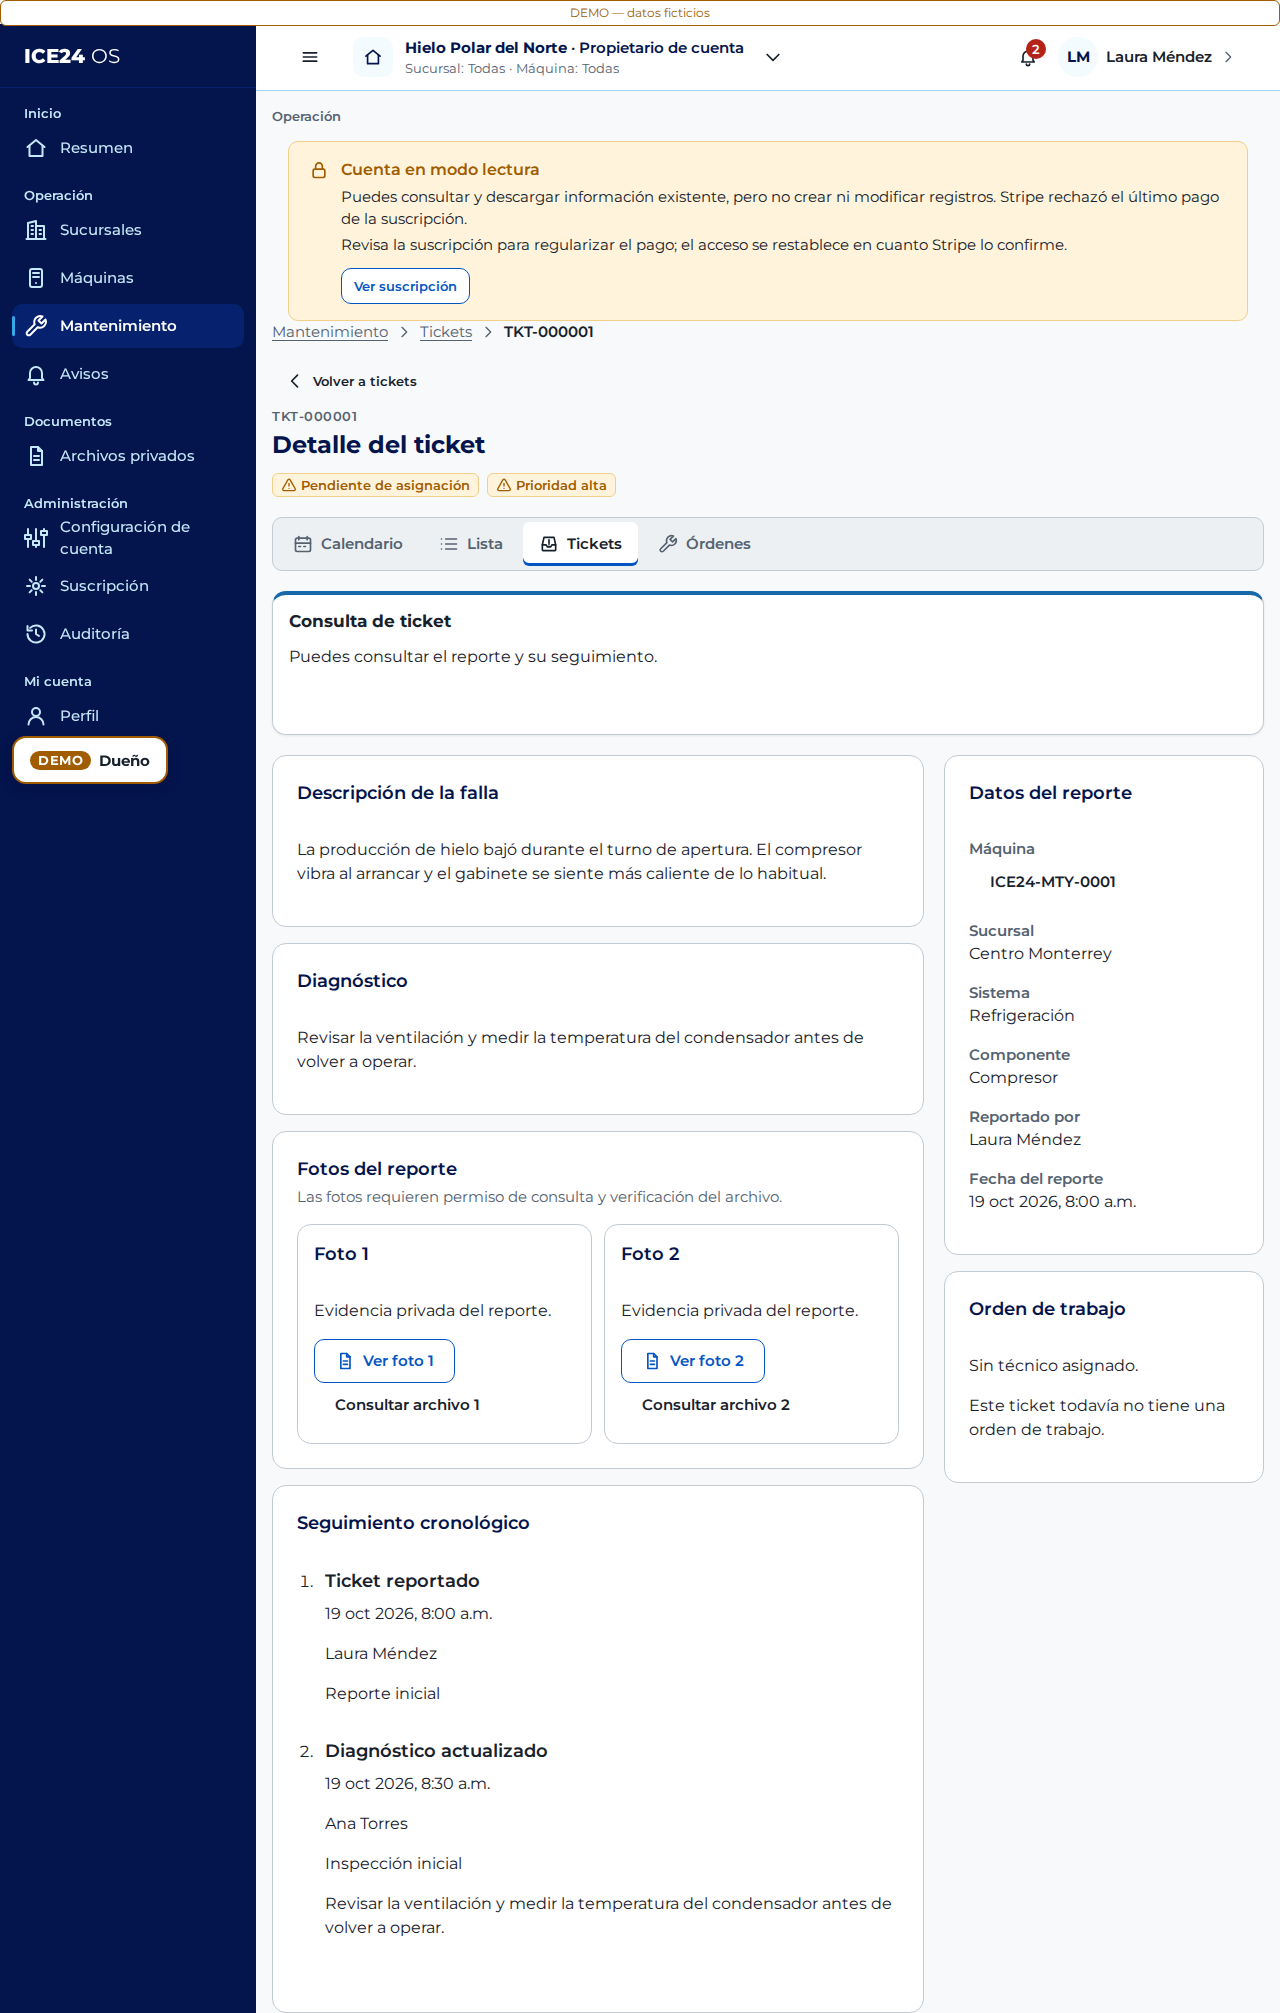 DEMO — datos ficticios
ICE24 OS
Hielo Polar del Norte · Propietario de cuenta
Sucursal: Todas · Máquina: Todas
2
LM
Laura Méndez
Inicio
Resumen
Operación
Sucursales
Máquinas
Mantenimiento
Avisos
Documentos
Archivos privados
Administración
Configuración de
cuenta
Suscripción
Auditoría
Mi cuenta
Perfil
DEMO Dueño
Operación
Cuenta en modo lectura
Puedes consultar y descargar información existente, pero no crear ni modificar registros. Stripe rechazó el último pago
de la suscripción.
Revisa la suscripción para regularizar el pago; el acceso se restablece en cuanto Stripe lo confirme.
Ver suscripción
Mantenimiento > Tickets > TKT-000001
Volver a tickets
TKT-000001
Detalle del ticket
Pendiente de asignación
Prioridad alta
Calendario
Lista
Tickets
Órdenes
Consulta de ticket
Puedes consultar el reporte y su seguimiento.
Descripción de la falla
La producción de hielo bajó durante el turno de apertura. El compresor
vibra al arrancar y el gabinete se siente más caliente de lo habitual.
Diagnóstico
Revisar la ventilación y medir la temperatura del condensador antes de
volver a operar.
Fotos del reporte
Las fotos requieren permiso de consulta y verificación del archivo.
Foto 1
Evidencia privada del reporte.
Ver foto 1
Consultar archivo 1
Foto 2
Evidencia privada del reporte.
Ver foto 2
Consultar archivo 2
Seguimiento cronológico
1. Ticket reportado
19 oct 2026, 8:00 a.m.
Laura Méndez
Reporte inicial
2. Diagnóstico actualizado
19 oct 2026, 8:30 a.m.
Ana Torres
Inspección inicial
Revisar la ventilación y medir la temperatura del condensador antes de
volver a operar.
Datos del reporte
Máquina
ICE24-MTY-0001
Sucursal
Centro Monterrey
Sistema
Refrigeración
Componente
Compresor
Reportado por
Laura Méndez
Fecha del reporte
19 oct 2026, 8:00 a.m.
Orden de trabajo
Sin técnico asignado.
Este ticket todavía no tiene una
orden de trabajo.